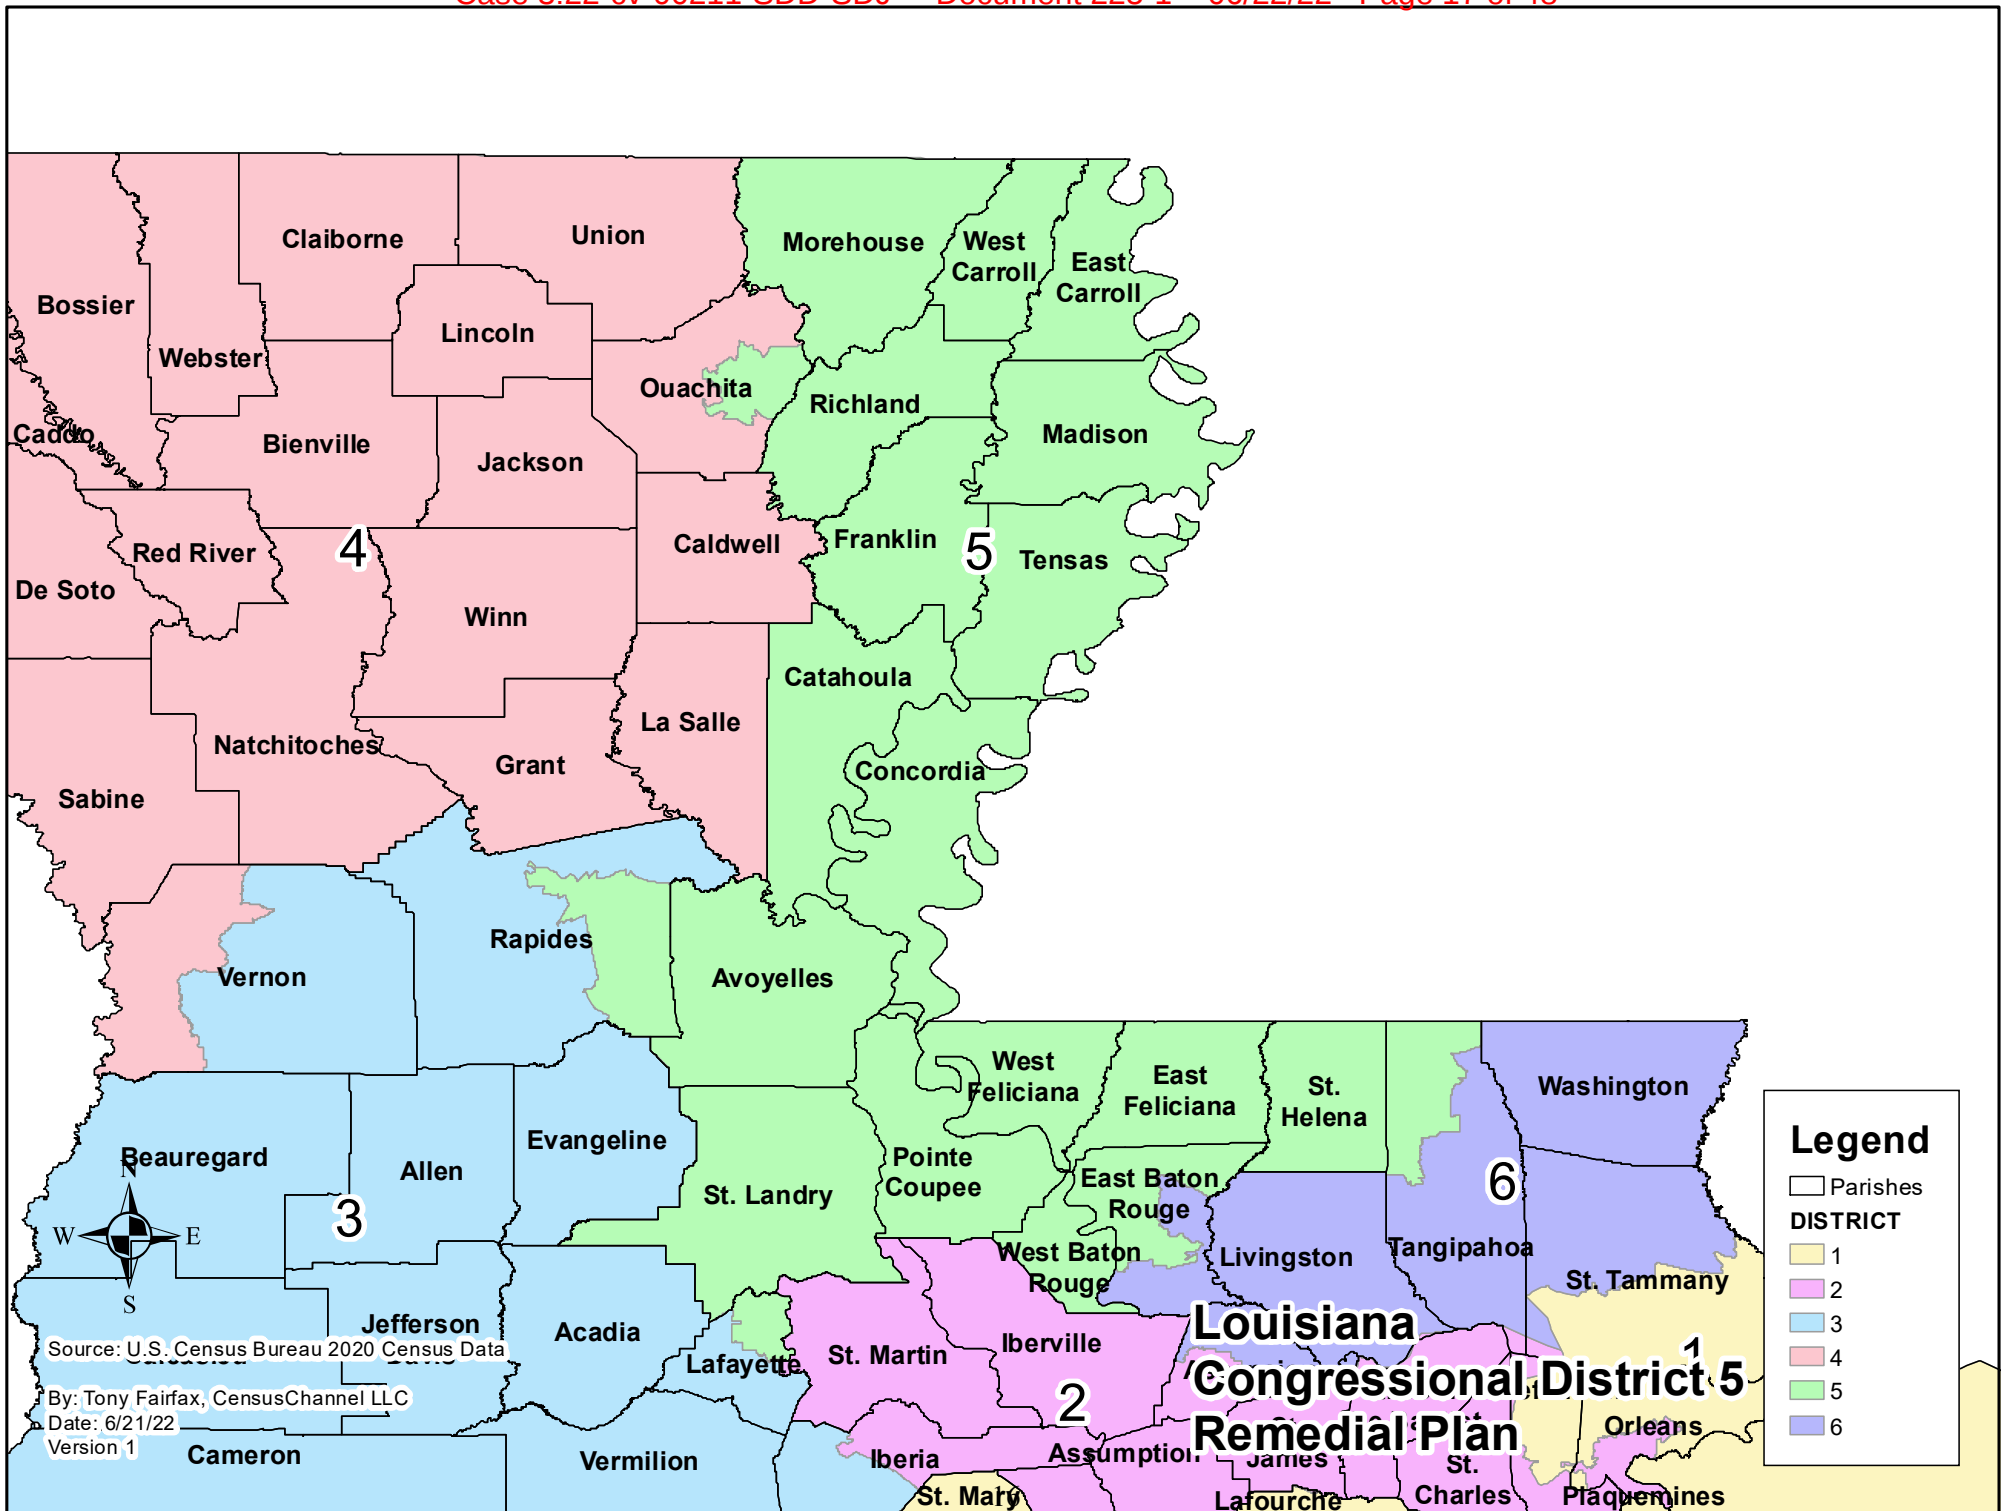 Claiborne
Union
Morehouse
West
Carroll
East
Carroll
Bossier
Webster
Lincoln
Ouachita
Richland
Madison
Caddo
Bienville
Jackson
Red River
4
Caldwell
Franklin
5
Tensas
De Soto
Winn
Catahoula
La Salle
Natchitoches
Grant
Concordia
Sabine
Rapides
Vernon
Avoyelles
West
Feliciana
East
Feliciana
St.
Helena
Washington
Beauregard
Allen
Evangeline
Pointe
Coupee
St. Landry
East Baton
Rouge
6
3
N
W
E
S
West Baton
Rouge
Livingston
Tangipahoa
St. Tammany
Jefferson
Davis
Acadia
Lafayette
St. Martin
Iberville
2
1
Orleans
Cameron
Vermilion
Iberia
Assumption
James
St.
Charles
St. Mary
Lafourche
Plaquemines
Source: U.S. Census Bureau 2020 Census Data
By: Tony Fairfax, CensusChannel LLC
Date: 6/21/22
Version 1
Louisiana
Congressional District 5
Remedial Plan
Legend
Parishes
DISTRICT
1
2
3
4
5
6